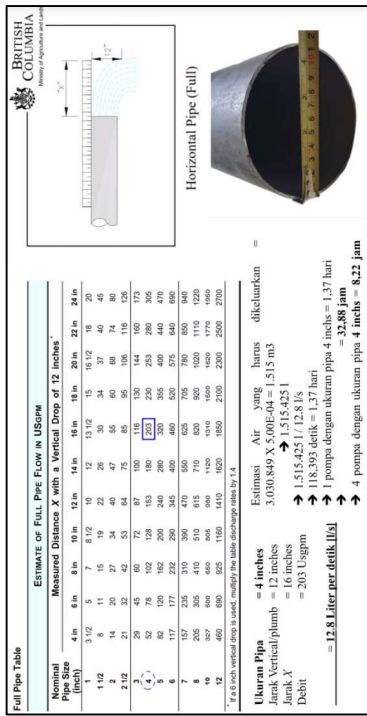 Full Pipe Table
ESTIMATE OF FULL PIPE FLOW IN USGPM
Nominal Pipe Size (inch) Measured Distance X with a Vertical Drop of 12 inches *
4 in 6 in 8 in 10 in 12 in 14 in 16 in 18 in 20 in 22 in 24 in
1 3 1/2 5 7 8 1/2 10 12 13 1/2 15 16 1/2 18 20
1 1/2 8 11 15 19 22 26 30 34 37 40 45
2 14 20 27 34 40 47 55 60 68 74 80
2 1/2 21 32 42 53 64 75 85 95 106 116 126
3 29 45 60 72 87 100 116 130 144 160 173
4 52 78 102 128 153 180 203 230 253 280 305
5 82 120 162 200 240 280 320 355 400 440 470
6 117 177 232 290 345 400 460 520 575 640 690
7 157 235 310 390 470 550 625 705 780 850
8 205 305 410 510 615 710 820 920 1020 1110 1220
10 327 500 650 805 980 1120 1310 1500 1620 1770 1950
12 460 690 925 1160 1410 1620 1850 2100 2300 2500 2700
* If a 6 inch vertical drop is used, multiply the table discharge rates by 1.4
BRITISH
COLUMBIA
Ministry of Agriculture and Lands
"X"
12"
Horizontal Pipe (Full)
Ukuran Pipa = 4 inches
Jarak Vertical/plumb = 12 inches
Jarak X = 16 inches
Debit = 203 Usgpm
= 12.8 Liter per detik [l/s]
Estimasi Air yang harus dikeluarkan =
3.030.849 X 5,00E-04 = 1.515 m3
➔ 1.515.425 l
➔ 1.515.425 l / 12.8 l/s
➔ 118,393 detik = 1,37 hari
➔ 1 pompa dengan ukuran pipa 4 inchs = 1,37 hari
➔ = 32,88 jam
➔ 4 pompa dengan ukuran pipa 4 inchs = 8,22 jam